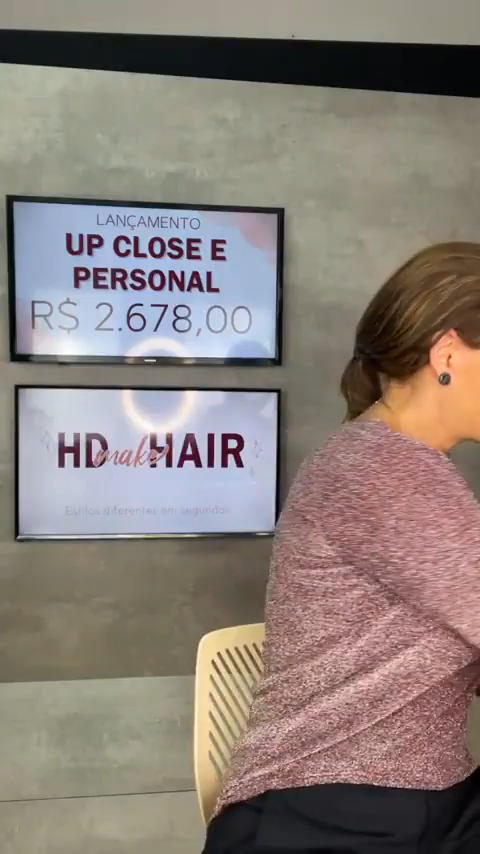 LANÇAMENTO
UP CLOSE E
PERSONAL
R$ 2.678,00
HD make HAIR
Estilos diferentes em segundos